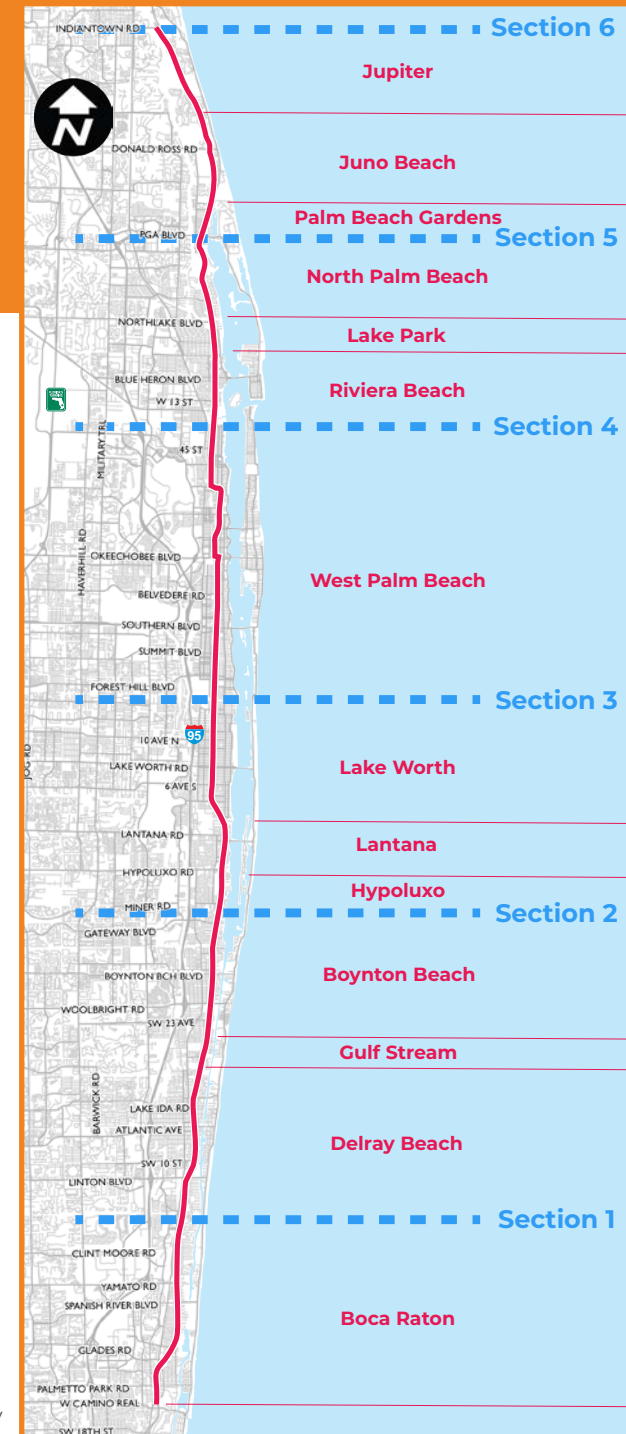 INDIANTOWN RD
Section 6
Jupiter
N
DONALD ROSS RD
Juno Beach
Palm Beach Gardens
PGA BLVD
Section 5
North Palm Beach
NORTHLAKE BLVD
Lake Park
BLUE HERON BLVD
Riviera Beach
W 13 ST
Section 4
MILITARY TRL
45 ST
HAVERHILL RD
OKEECHOBEE BLVD
West Palm Beach
BELVEDERE RD
SOUTHERN BLVD
SUMMIT BLVD
FOREST HILL BLVD
Section 3
95
10 AVE N
JOG RD
LAKE WORTH RD
Lake Worth
6 AVE S
LANTANA RD
Lantana
HYPOLUXO RD
Hypoluxo
MINER RD
Section 2
GATEWAY BLVD
BOYNTON BCH BLVD
Boynton Beach
WOOLBRIGHT RD
SW 23 AVE
Gulf Stream
BARWICK RD
LAKE IDA RD
ATLANTIC AVE
Delray Beach
SW 10 ST
LINTON BLVD
Section 1
CLINT MOORE RD
YAMATO RD
SPANISH RIVER BLVD
Boca Raton
GLADES RD
PALMETTO PARK RD
W CAMINO REAL
SW 18TH ST